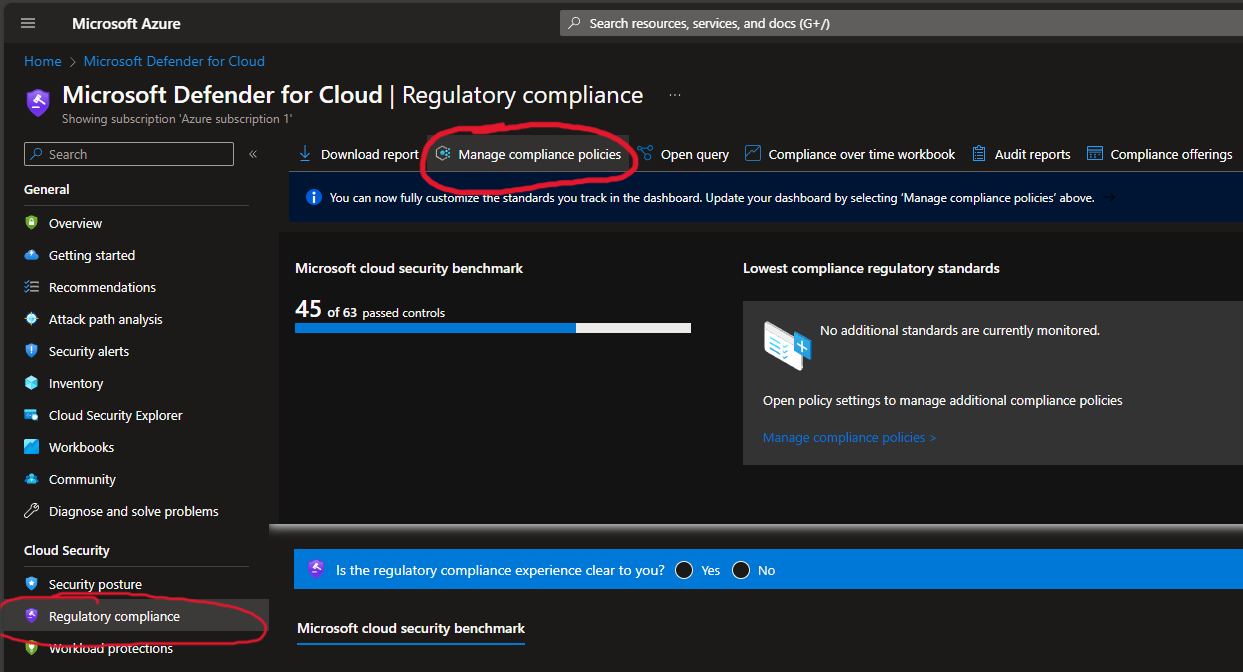 Microsoft Azure
Search resources, services, and docs (G+/)
Home > Microsoft Defender for Cloud
Microsoft Defender for Cloud | Regulatory compliance ...
Showing subscription 'Azure subscription 1'
Search «
Download report Manage compliance policies Open query Compliance over time workbook Audit reports Compliance offerings
General
You can now fully customize the standards you track in the dashboard. Update your dashboard by selecting ‘Manage compliance policies’ above. →
Overview
Getting started
Recommendations
Attack path analysis
Security alerts
Inventory
Cloud Security Explorer
Workbooks
Community
Diagnose and solve problems
Cloud Security
Security posture
Regulatory compliance
Workload protections
Microsoft cloud security benchmark
45 of 63 passed controls
Lowest compliance regulatory standards
No additional standards are currently monitored.
Open policy settings to manage additional compliance policies
Manage compliance policies >
Is the regulatory compliance experience clear to you? Yes No
Microsoft cloud security benchmark